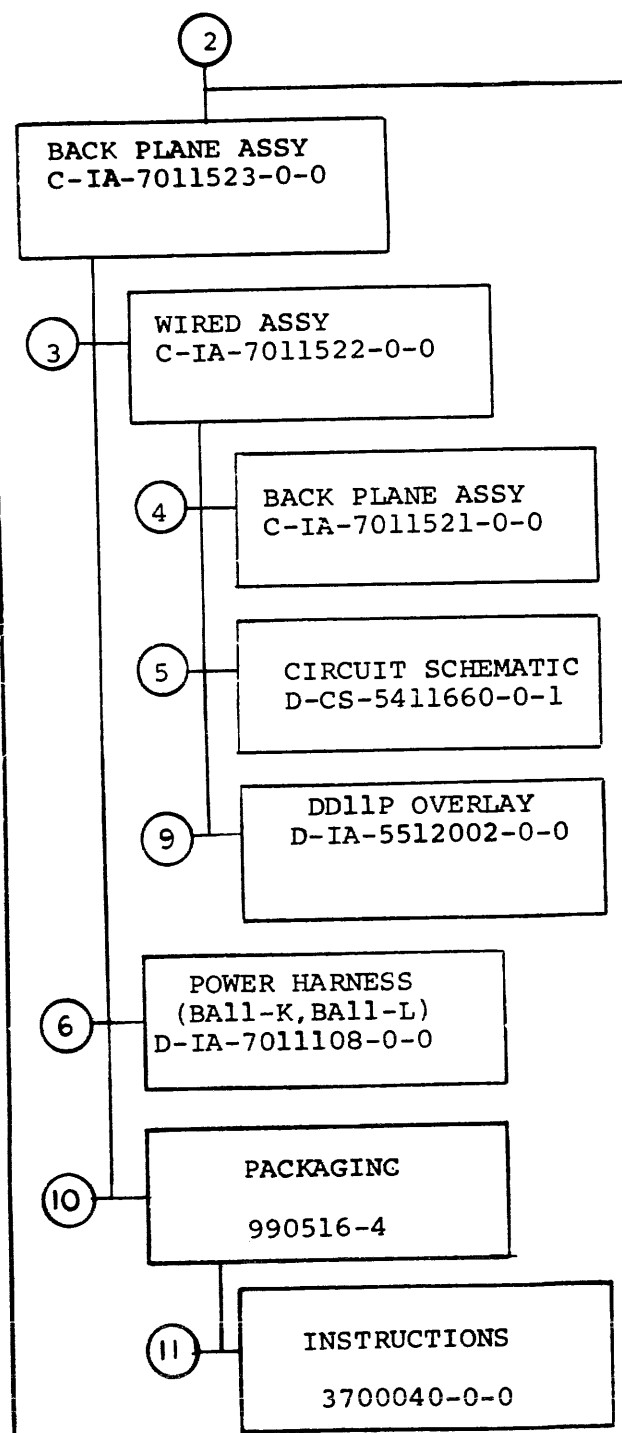 2
BACK PLANE ASSY
C-IA-7011523-0-0
3
WIRED ASSY
C-IA-7011522-0-0
4
BACK PLANE ASSY
C-IA-7011521-0-0
5
CIRCUIT SCHEMATIC
D-CS-5411660-0-1
9
DD11P OVERLAY
D-IA-5512002-0-0
6
POWER HARNESS
(BA11-K,BA11-L)
D-IA-7011108-0-0
10
PACKAGING
990516-4
11
INSTRUCTIONS
3700040-0-0